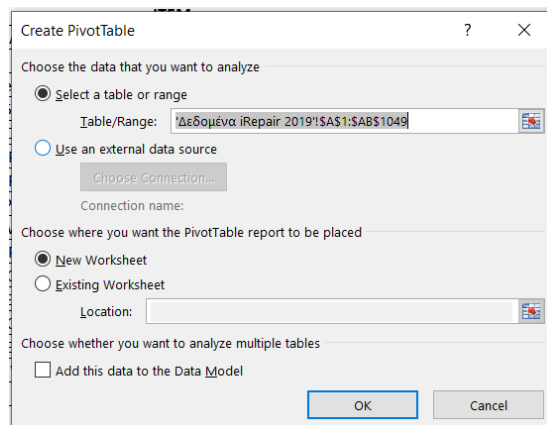 Create PivotTable
?
Choose the data that you want to analyze
Select a table or range
Table/Range: 'Δεδομένα iRepair 2019'!$A$1:$AB$1049
Use an external data source
Choose Connection...
Connection name:
Choose where you want the PivotTable report to be placed
New Worksheet
Existing Worksheet
Location:
Choose whether you want to analyze multiple tables
Add this data to the Data Model
OK Cancel